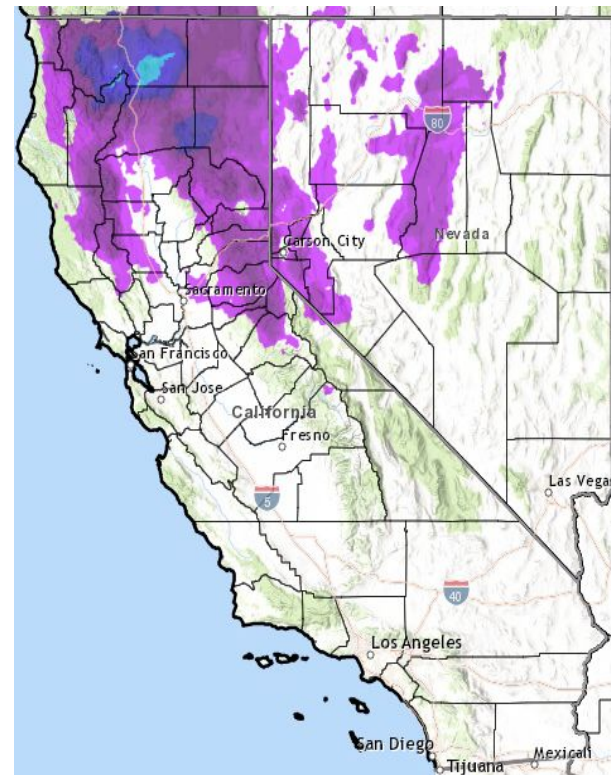 80
Nevada
Carson City
Sacramento
San Francisco
San Jose
California
Fresno
5
Las Vegas
40
Los Angeles
San Diego
Tijuana
Mexicali